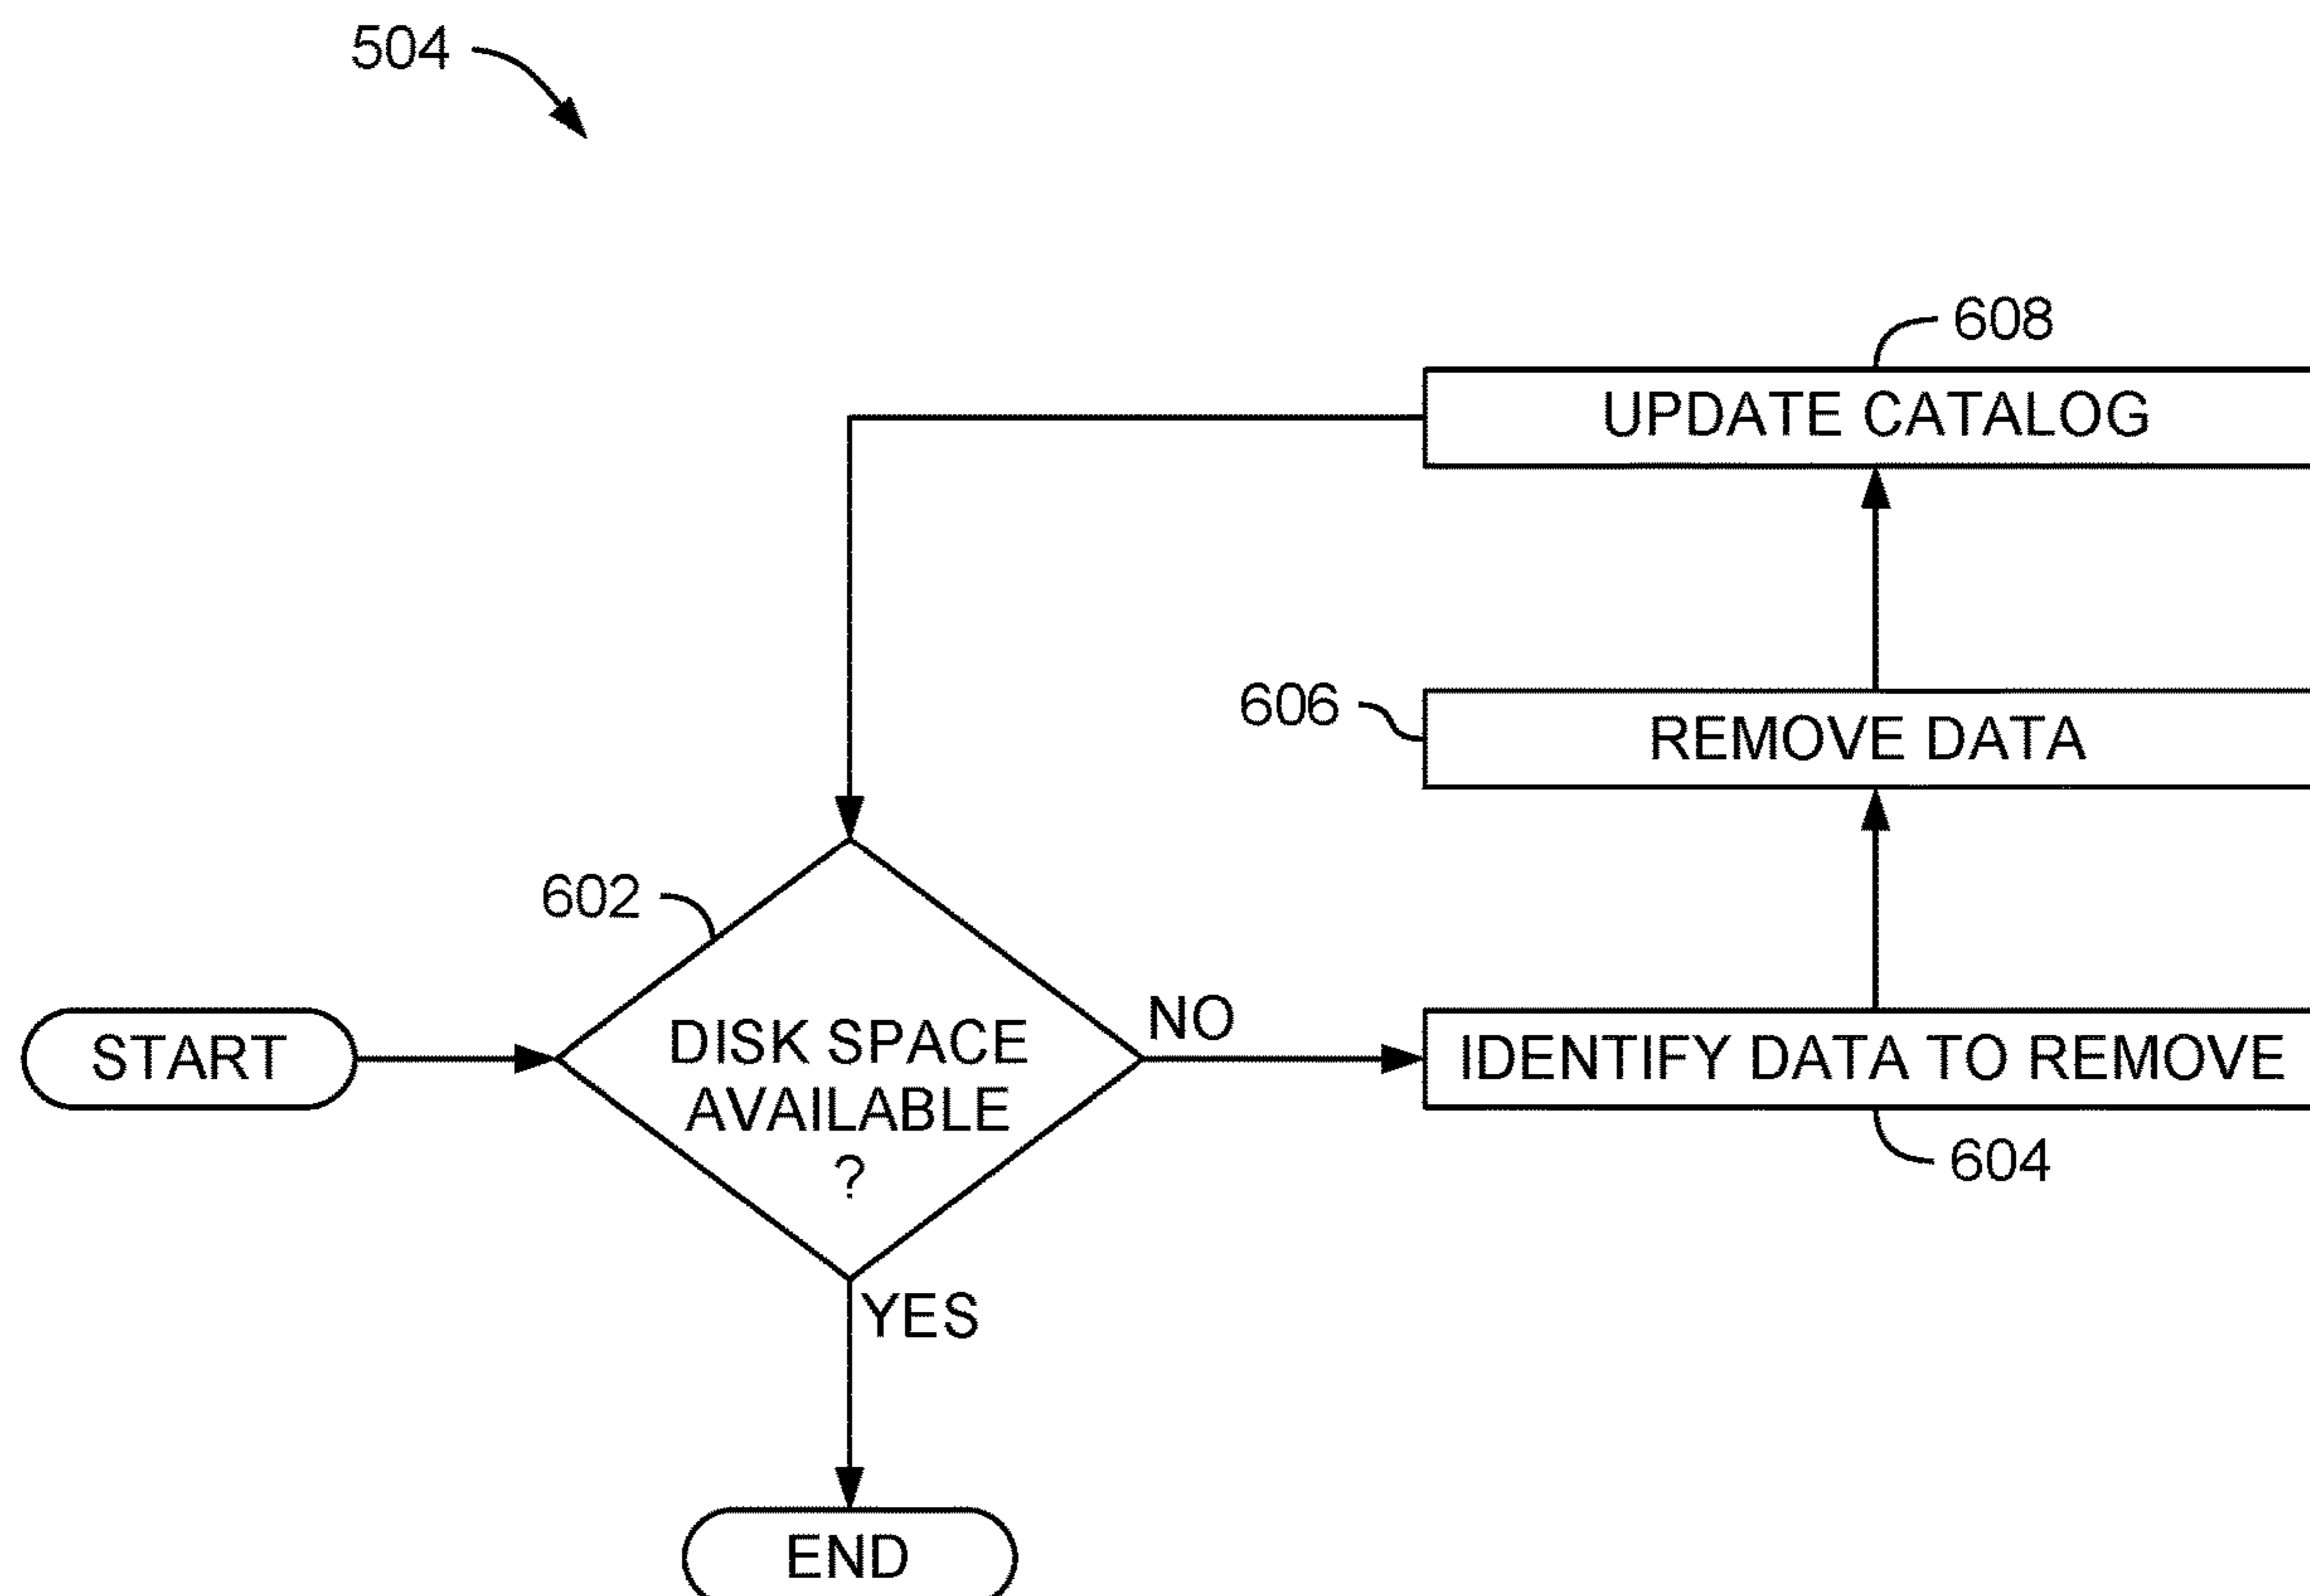 504
608
UPDATE CATALOG
606
REMOVE DATA
602
START
DISK SPACE
AVAILABLE
?
NO
IDENTIFY DATA TO REMOVE
604
YES
END